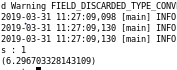 d Warning FIELD_DISCARDED_TYPE_CONV
2019-03-31 11:27:09,098 [main] INFO
2019-03-31 11:27:09,130 [main] INFO
2019-03-31 11:27:09,130 [main] INFO
s : 1
(6.296703328143109)